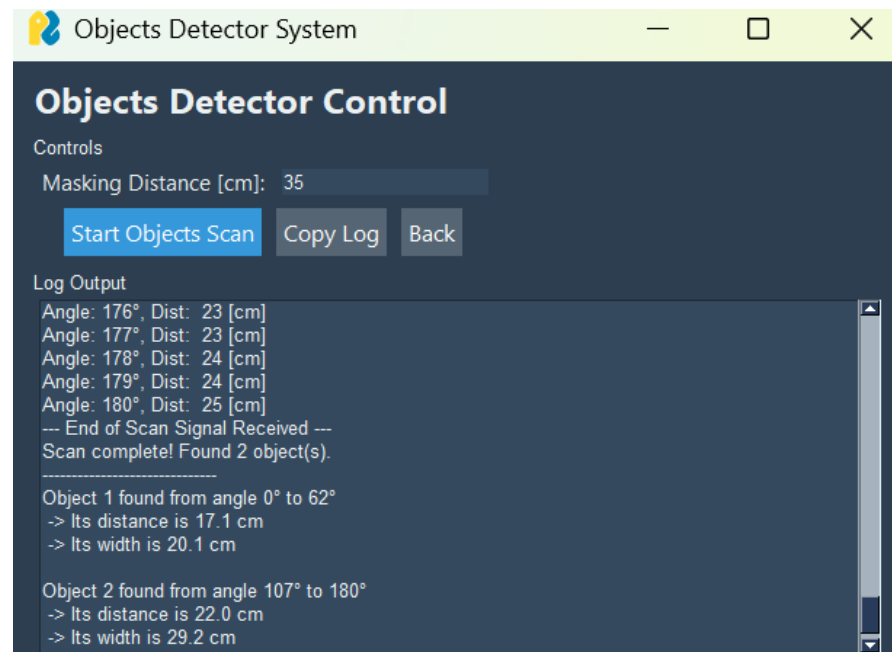 Objects Detector System
Objects Detector Control
Controls
Masking Distance [cm]: 35
Start Objects Scan Copy Log Back
Log Output
Angle: 176°, Dist:  23 [cm]
Angle: 177°, Dist:  23 [cm]
Angle: 178°, Dist:  24 [cm]
Angle: 179°, Dist:  24 [cm]
Angle: 180°, Dist:  25 [cm]
--- End of Scan Signal Received ---
Scan complete! Found 2 object(s).
------------------------------
Object 1 found from angle 0° to 62°
-> Its distance is 17.1 cm
-> Its width is 20.1 cm
Object 2 found from angle 107° to 180°
-> Its distance is 22.0 cm
-> Its width is 29.2 cm